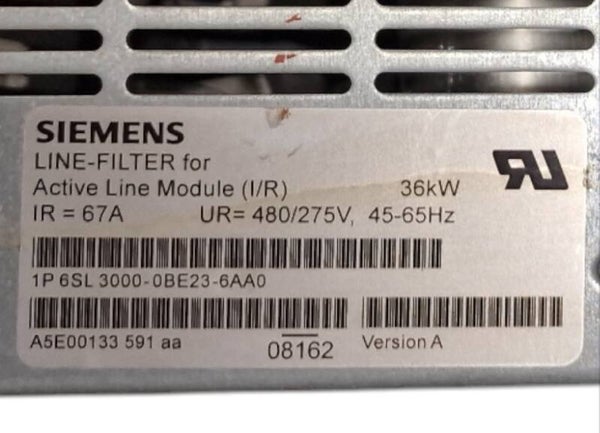 SIEMENS
LINE-FILTER for
Active Line Module (I/R) 36kW
IR = 67A UR= 480/275V, 45-65Hz
1P 6SL 3000-0BE23-6AA0
A5E00133 591 aa 08162 Version A